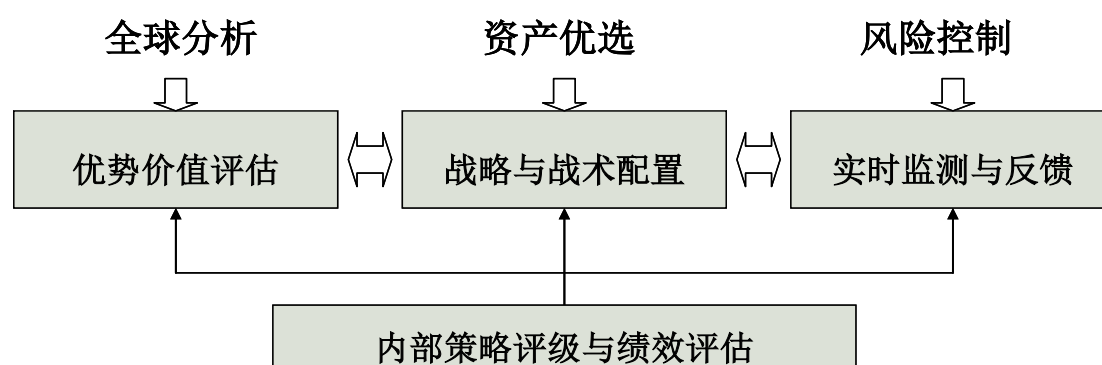 全球分析
资产优选
风险控制
优势价值评估
战略与战术配置
实时监测与反馈
内部策略评级与绩效评估